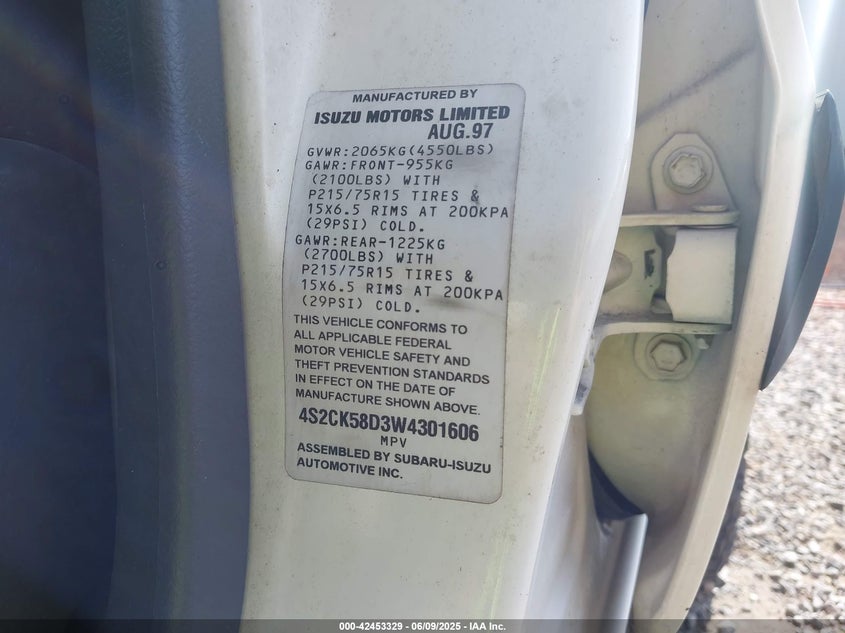 MANUFACTURED BY
ISUZU MOTORS LIMITED
AUG.97
GVWR:2065KG(4550LBS)
GAWR:FRONT-955KG
(2100LBS) WITH
P215/75R15 TIRES &
15X6.5 RIMS AT 200KPA
(29PSI) COLD.
GAWR:REAR-1225KG
(2700LBS) WITH
P215/75R15 TIRES &
15X6.5 RIMS AT 200KPA
(29PSI) COLD.
THIS VEHICLE CONFORMS TO
ALL APPLICABLE FEDERAL
MOTOR VEHICLE SAFETY AND
THEFT PREVENTION STANDARDS
IN EFFECT ON THE DATE OF
MANUFACTURE SHOWN ABOVE.
4S2CK58D3W4301606
MPV
ASSEMBLED BY SUBARU-ISUZU
AUTOMOTIVE INC.
000-42453329 - 06/09/2025 - IAA Inc.